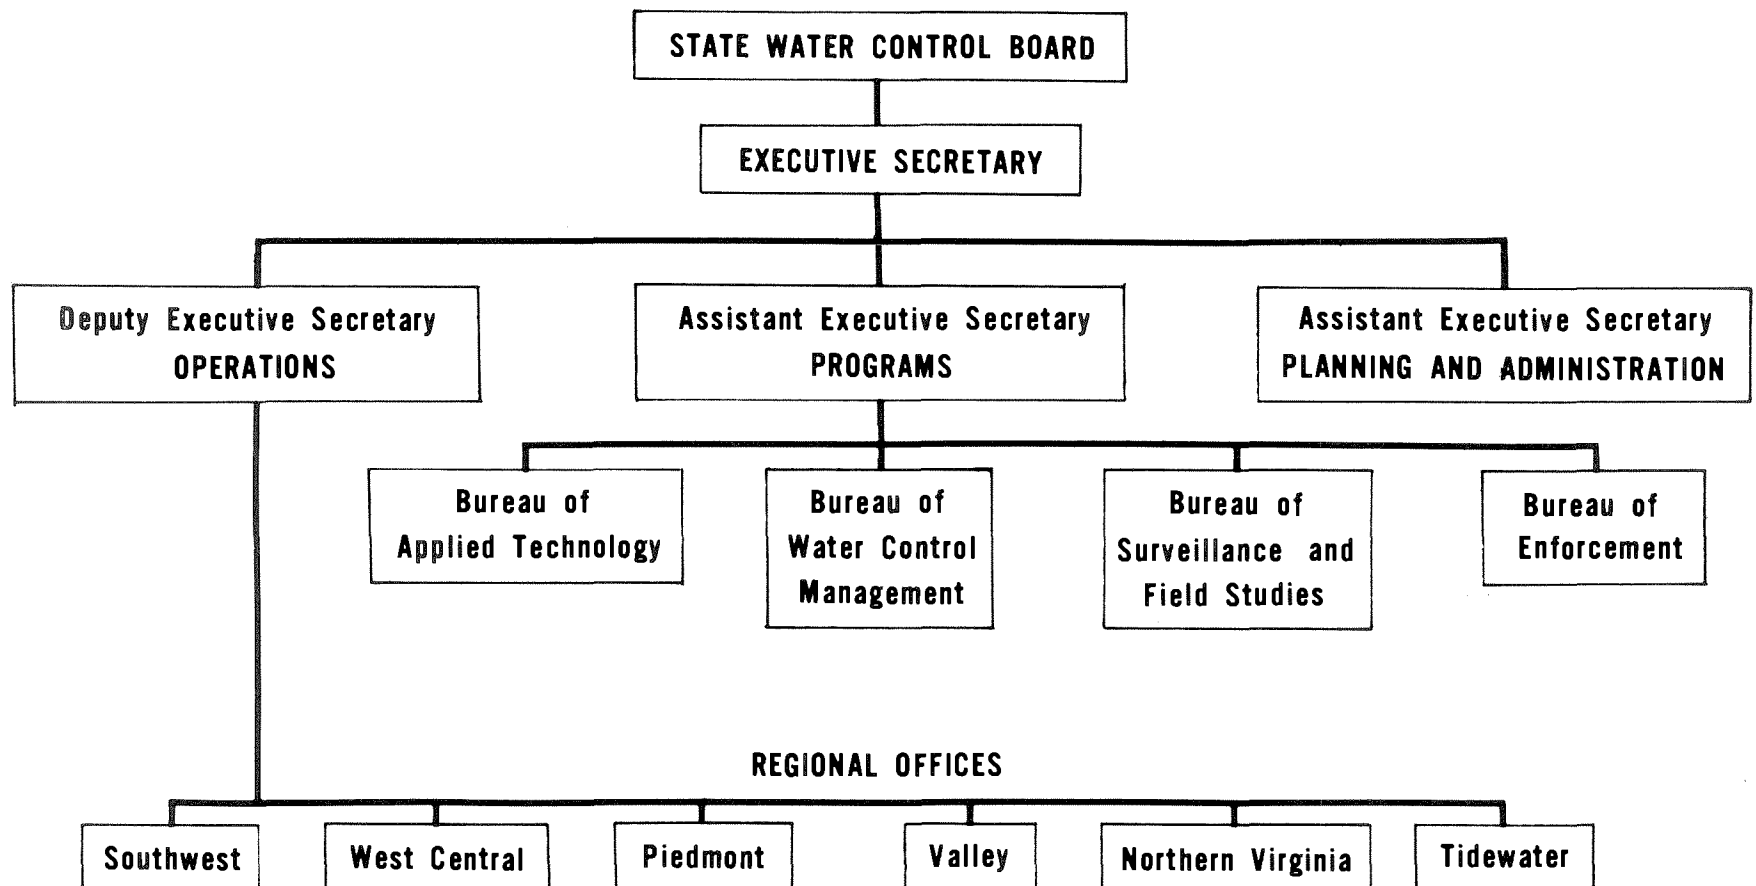 STATE WATER CONTROL BOARD
EXECUTIVE SECRETARY
Deputy Executive Secretary
OPERATIONS
Assistant Executive Secretary
PROGRAMS
Assistant Executive Secretary
PLANNING AND ADMINISTRATION
Bureau of
Applied Technology
Bureau of
Water Control
Management
Bureau of
Surveillance and
Field Studies
Bureau of
Enforcement
REGIONAL OFFICES
Southwest
West Central
Piedmont
Valley
Northern Virginia
Tidewater